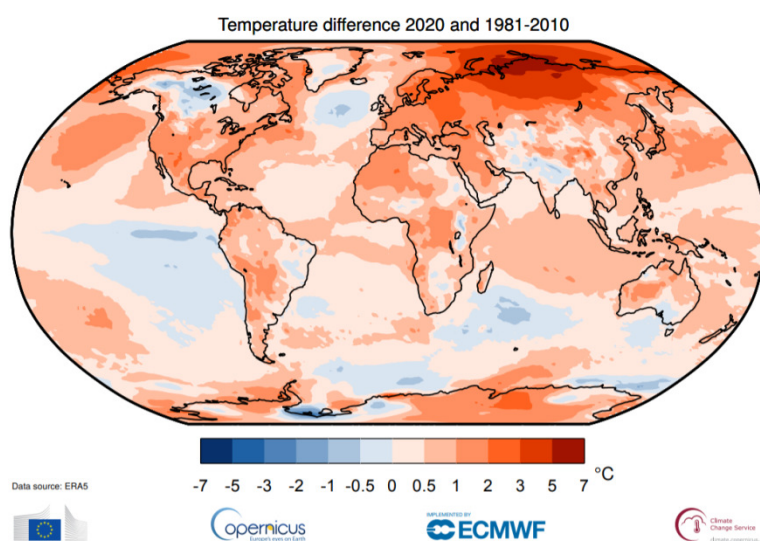 Temperature difference 2020 and 1981-2010
-7 -5 -3 -2 -1 -0.5 0 0.5 1 2 3 5 7 °C
Data source: ERA5
opernicus
Europe's eyes on Earth
IMPLEMENTED BY
ECMWF
Climate
Change Service